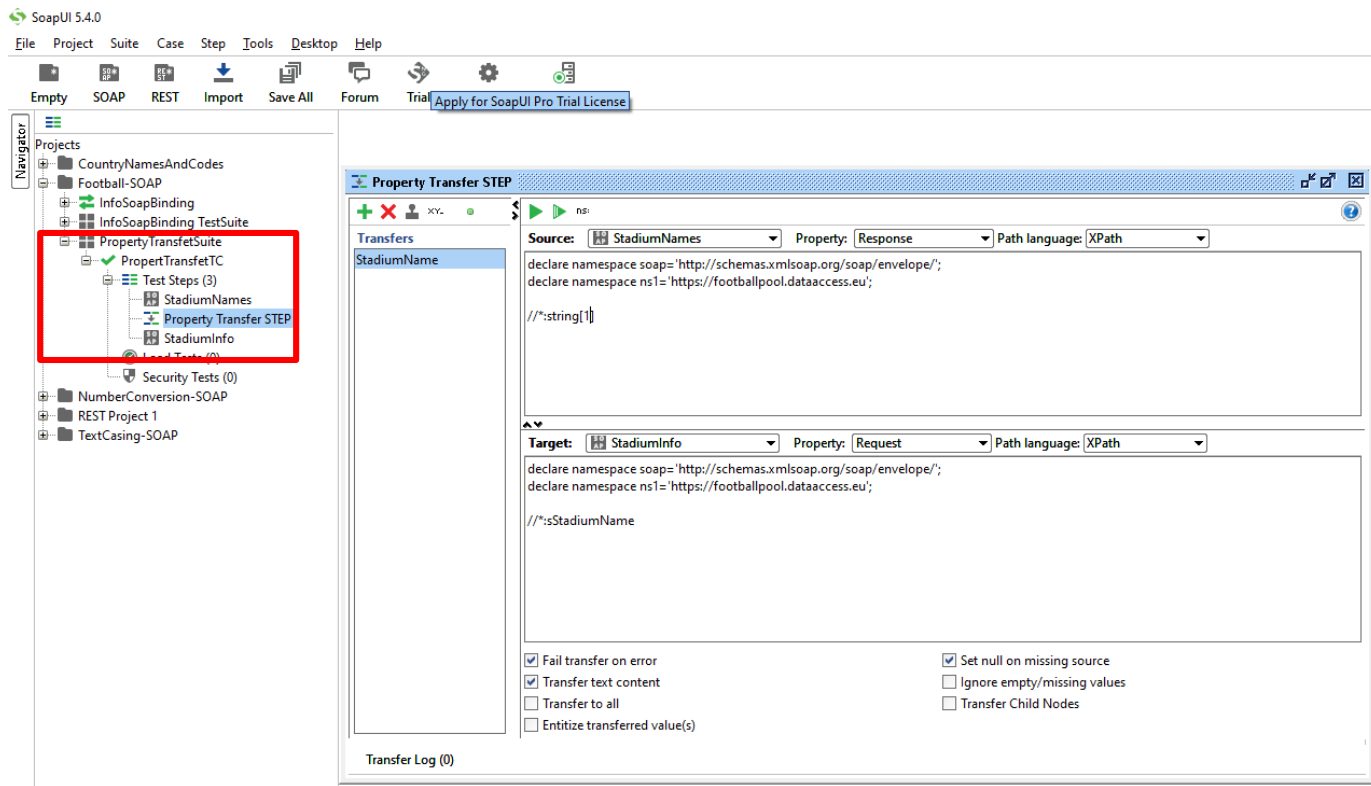 SoapUI 5.4.0
File Project Suite Case Step Tools Desktop Help
Empty SOAP REST Import Save All Forum Trial
Apply for SoapUI Pro Trial License
Navigator
Projects
CountryNamesAndCodes
Football-SOAP
InfoSoapBinding
InfoSoapBinding TestSuite
PropertyTransfetSuite
PropertTransfetTC
Test Steps (3)
StadiumNames
Property Transfer STEP
StadiumInfo
Load Tests (0)
Security Tests (0)
NumberConversion-SOAP
REST Project 1
TextCasing-SOAP
Property Transfer STEP
Transfers
StadiumName
Source: StadiumNames Property: Response Path language: XPath
declare namespace soap='http://schemas.xmlsoap.org/soap/envelope/';
declare namespace ns1='https://footballpool.dataaccess.eu';
//*:string[1]
Target: StadiumInfo Property: Request Path language: XPath
declare namespace soap='http://schemas.xmlsoap.org/soap/envelope/';
declare namespace ns1='https://footballpool.dataaccess.eu';
//*:sStadiumName
Fail transfer on error Set null on missing source
Transfer text content Ignore empty/missing values
Transfer to all Transfer Child Nodes
Entitize transferred value(s)
Transfer Log (0)